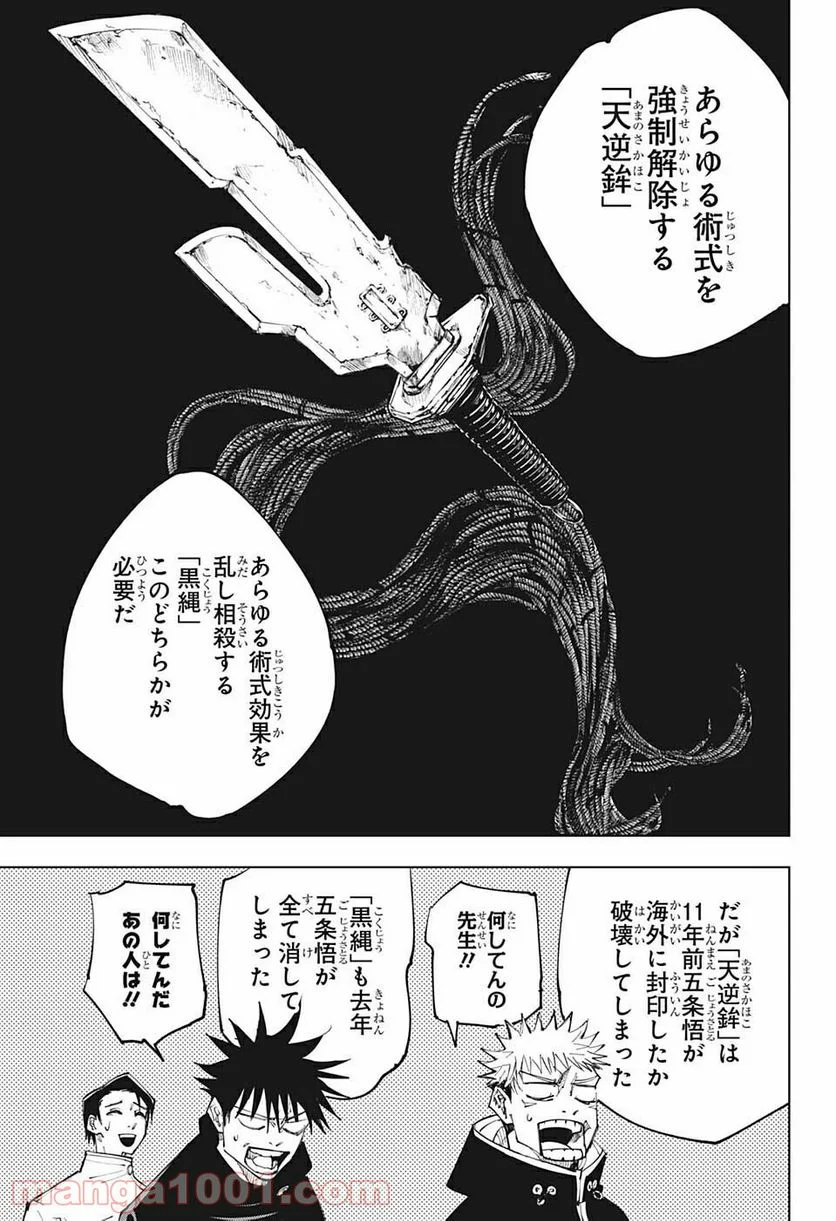 あらゆる術式を
強制解除する
「天逆鉾」
あらゆる術式効果を
乱し相殺する
「黒縄」
このどちらかが
必要だ
だが「天逆鉾」は
11年前五条悟が
海外に封印したか
破壊してしまった
何してんの
先生!!
「黒縄」も去年
五条悟が
全て消して
しまった
何してんだ
あの人は!!
manga1001.com